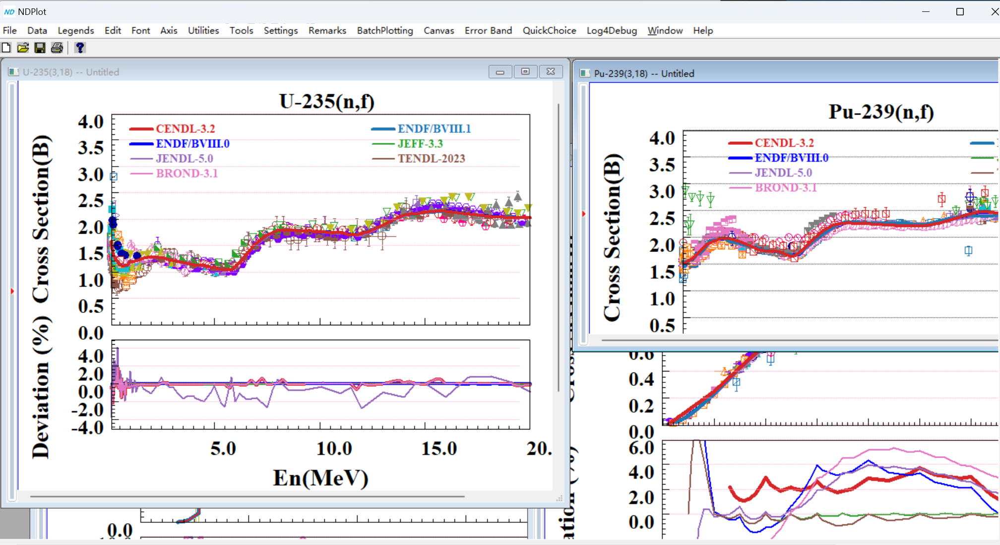 ND NDPlot
File Data Legends Edit Font Axis Utilities Tools Settings Remarks BatchPlotting Canvas Error Band QuickChoice Log4Debug Window Help
U-235(3,18) -- Untitled
U-235(n,f)
CENDL-3.2
ENDF/BVIII.1
ENDF/BVIII.0
JEFF-3.3
JENDL-5.0
TENDL-2023
BROND-3.1
Cross Section(B)
4.0
3.5
3.0
2.5
2.0
1.5
1.0
0.5
0.0
Deviation (%)
4.0
2.0
0.0
-2.0
-4.0
5.0 10.0 15.0 20.
En(MeV)
Pu-239(3,18) -- Untitled
Pu-239(n,f)
CENDL-3.2
ENDF/BVIII.0
JENDL-5.0
BROND-3.1
Cross Section(B)
4.0
3.5
3.0
2.5
2.0
1.5
1.0
0.5
0.6
0.4
0.2
0.0
6.0
4.0
2.0
0.0
0.0